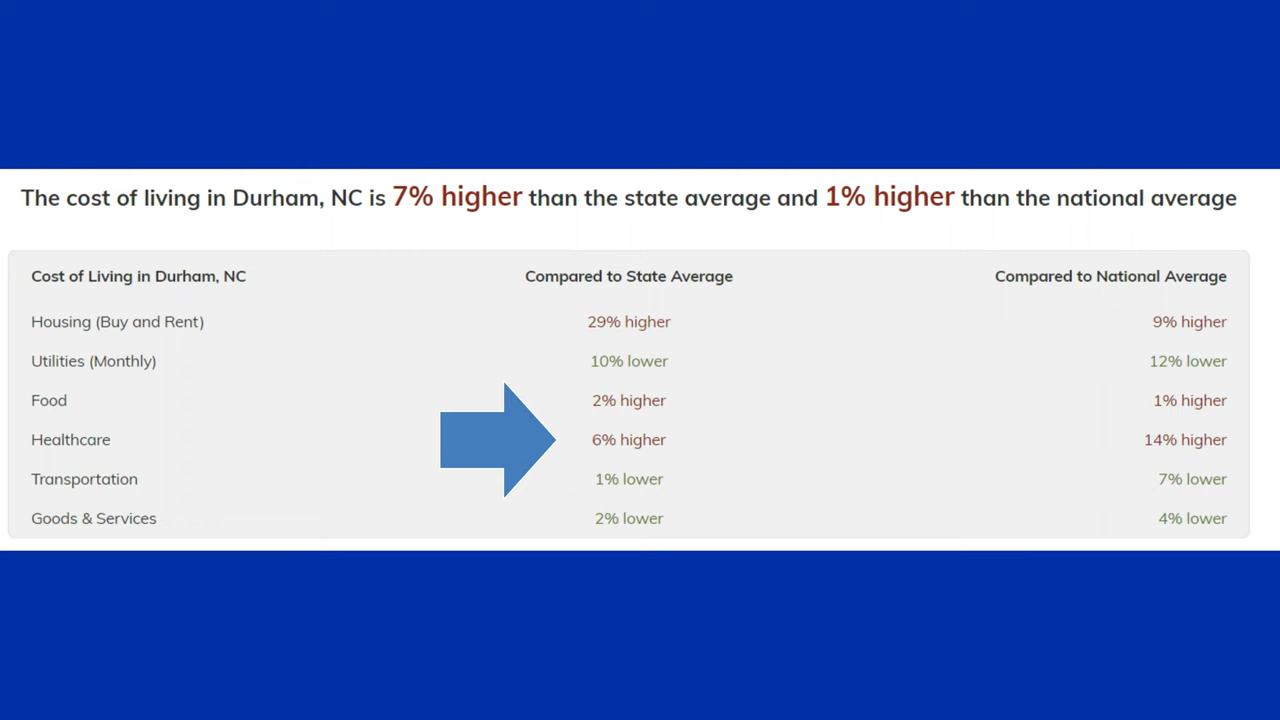 The cost of living in Durham, NC is 7% higher than the state average and 1% higher than the national average
Cost of Living in Durham, NC Compared to State Average Compared to National Average
Housing (Buy and Rent) 29% higher 9% higher
Utilities (Monthly) 10% lower 12% lower
Food 2% higher 1% higher
Healthcare 6% higher 14% higher
Transportation 1% lower 7% lower
Goods & Services 2% lower 4% lower